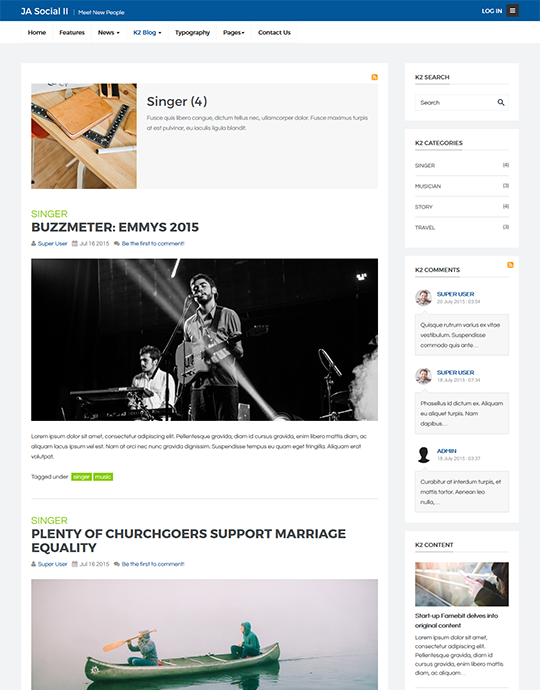 JA Social II | Meet New People
LOG IN
Home Features News K2 Blog Typography Pages Contact Us
Singer (4)
Fusce quis libero congue, dictum tellus nec, ullamcorper dolor. Fusce maximus turpis
at est pulvinar, eu iaculis ligula blandit.
SINGER
BUZZMETER: EMMYS 2015
Super User Jul 16 2015 Be the first to comment!
Lorem ipsum dolor sit amet, consectetur adipiscing elit. Pellentesque gravida, diam id cursus gravida, enim libero mattis diam, ac
aliquam lacus ipsum vel est. Nam at orci nec nunc gravida dignissim. Suspendisse tempus eu quam eget fringilla. Aliquam erat
volutpat.
Tagged under singer music
SINGER
PLENTY OF CHURCHGOERS SUPPORT MARRIAGE
EQUALITY
Super User Jul 16 2015 Be the first to comment!
K2 SEARCH
Search
K2 CATEGORIES
SINGER (4)
MUSICIAN (3)
STORY (4)
TRAVEL (3)
K2 COMMENTS
SUPER USER
20 July 2015 : 03:54
Quisque rutrum varius ex vitae
vestibulum. Suspendisse
commodo quis ante…
SUPER USER
18 July 2015 : 07:34
Phasellus id dictum ex. Aliquam
eu aliquet turpis. Nam
dapibus…
ADMIN
18 July 2015 : 03:37
Curabitur at interdum turpis, et
mattis tortor. Aenean leo
nulla,…
K2 CONTENT
Start-up Famebit delves into
original content
Lorem ipsum dolor sit amet,
consectetur adipiscing elit.
Pellentesque gravida, diam id
cursus gravida, enim libero